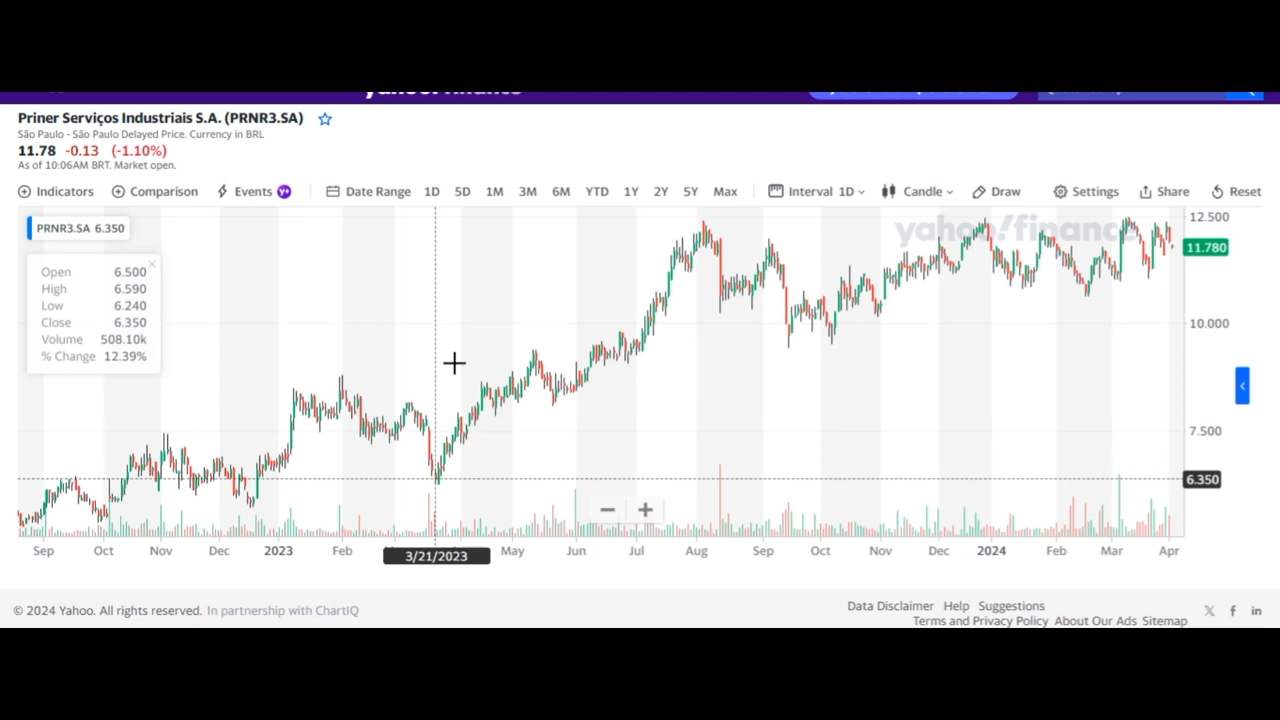 Priner Serviços Industriais S.A. (PRNR3.SA)
São Paulo - São Paulo Delayed Price. Currency in BRL
11.78 -0.13 (-1.10%)
As of 10:06AM BRT. Market open.
Indicators Comparison Events Y+ Date Range 1D 5D 1M 3M 6M YTD 1Y 2Y 5Y Max Interval 1D Candle Draw Settings Share Reset
yahoo!finance
12.500
PRNR3.SA 6.350
11.780
Open 6.500
High 6.590
Low 6.240
Close 6.350
Volume 508.10k
% Change 12.39%
10.000
7.500
6.350
Sep Oct Nov Dec 2023 Feb May Jun Jul Aug Sep Oct Nov Dec 2024 Feb Mar Apr
3/21/2023
© 2024 Yahoo. All rights reserved. In partnership with ChartIQ
Data Disclaimer Help Suggestions
Terms and Privacy Policy About Our Ads Sitemap